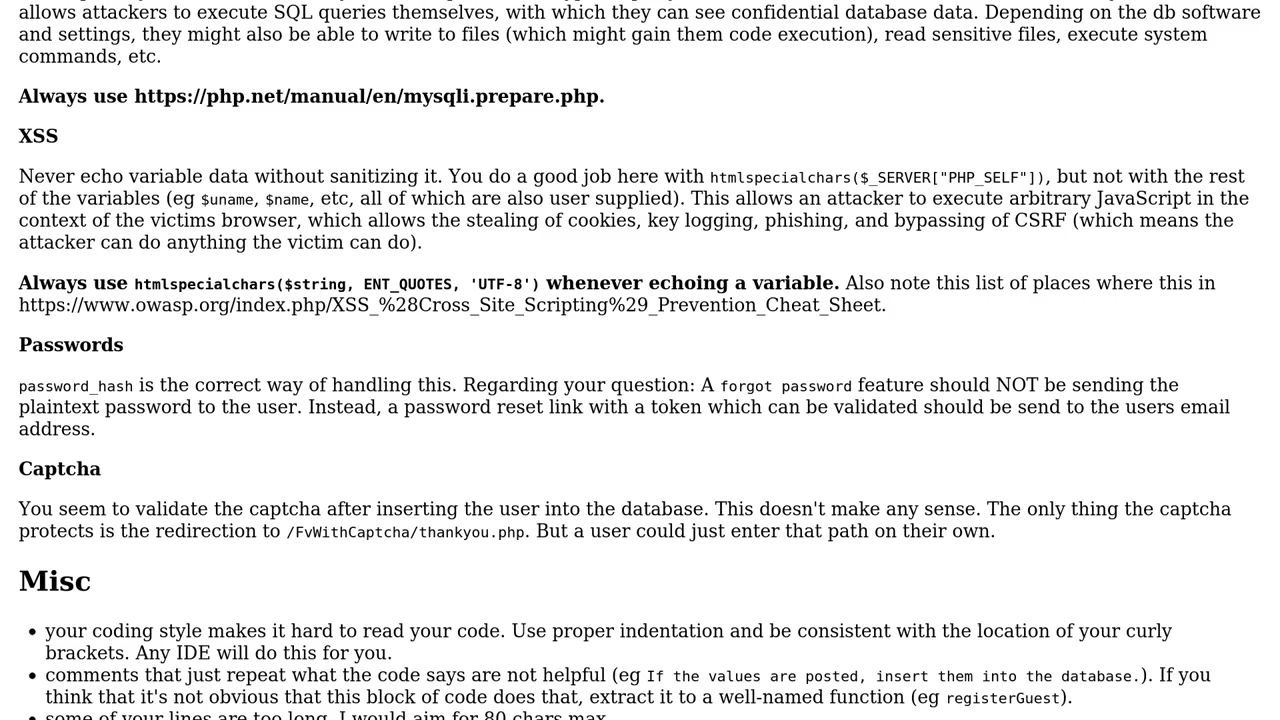 allows attackers to execute SQL queries themselves, with which they can see confidential database data. Depending on the db software
and settings, they might also be able to write to files (which might gain them code execution), read sensitive files, execute system
commands, etc.
Always use https://php.net/manual/en/mysqli.prepare.php.
XSS
Never echo variable data without sanitizing it. You do a good job here with htmlspecialchars($_SERVER["PHP_SELF"]), but not with the rest
of the variables (eg $uname, $name, etc, all of which are also user supplied). This allows an attacker to execute arbitrary JavaScript in the
context of the victims browser, which allows the stealing of cookies, key logging, phishing, and bypassing of CSRF (which means the
attacker can do anything the victim can do).
Always use htmlspecialchars($string, ENT_QUOTES, 'UTF-8') whenever echoing a variable. Also note this list of places where this in
https://www.owasp.org/index.php/XSS_%28Cross_Site_Scripting%29_Prevention_Cheat_Sheet.
Passwords
password_hash is the correct way of handling this. Regarding your question: A forgot password feature should NOT be sending the
plaintext password to the user. Instead, a password reset link with a token which can be validated should be send to the users email
address.
Captcha
You seem to validate the captcha after inserting the user into the database. This doesn't make any sense. The only thing the captcha
protects is the redirection to /FvWithCaptcha/thankyou.php. But a user could just enter that path on their own.
Misc
• your coding style makes it hard to read your code. Use proper indentation and be consistent with the location of your curly
brackets. Any IDE will do this for you.
• comments that just repeat what the code says are not helpful (eg If the values are posted, insert them into the database.). If you
think that it's not obvious that this block of code does that, extract it to a well-named function (eg registerGuest).
• some of your lines are too long. I would aim for 80 chars max.